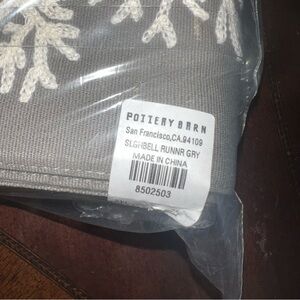 POTTERY BARN
San Francisco,CA,94109
SLGHBELL RUNNR GRY
MADE IN CHINA
8502503